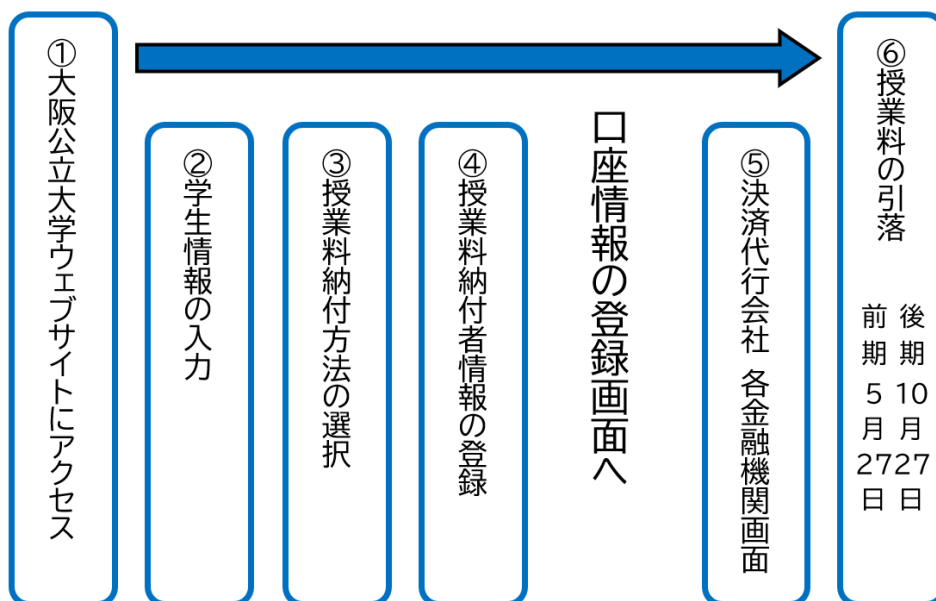 ①大阪公立大学ウェブサイトにアクセス
②学生情報の入力
③授業料納付方法の選択
④授業料納付者情報の登録
口座情報の登録画面へ
⑤決済代行会社 各金融機関画面
⑥授業料の引落
前期5月27日
後期10月27日